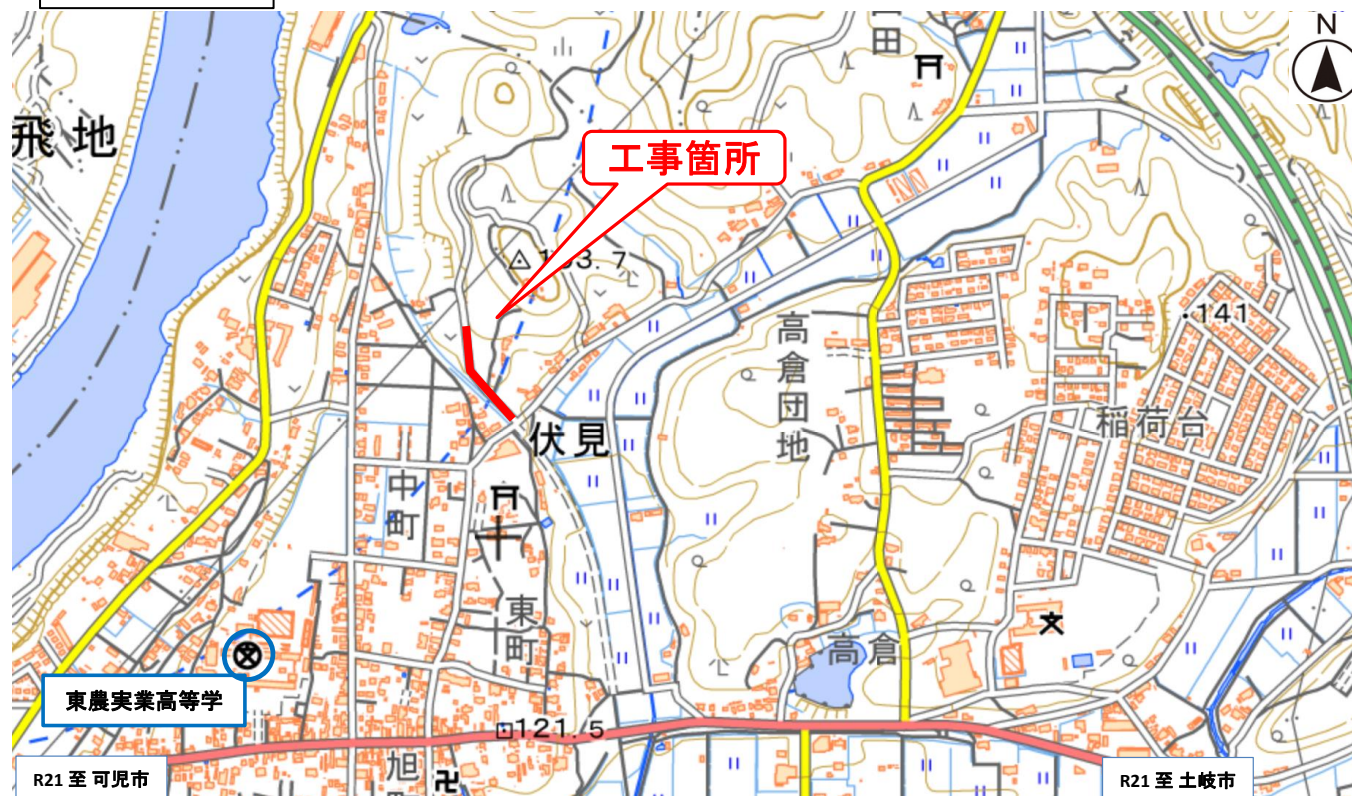 N
飛地
田
工事箇所
183.7
高倉団地
141
稲荷台
伏見
中町
東町
高倉
東農実業高等学
121.5
旭
R21 至 可児市
R21 至 土岐市